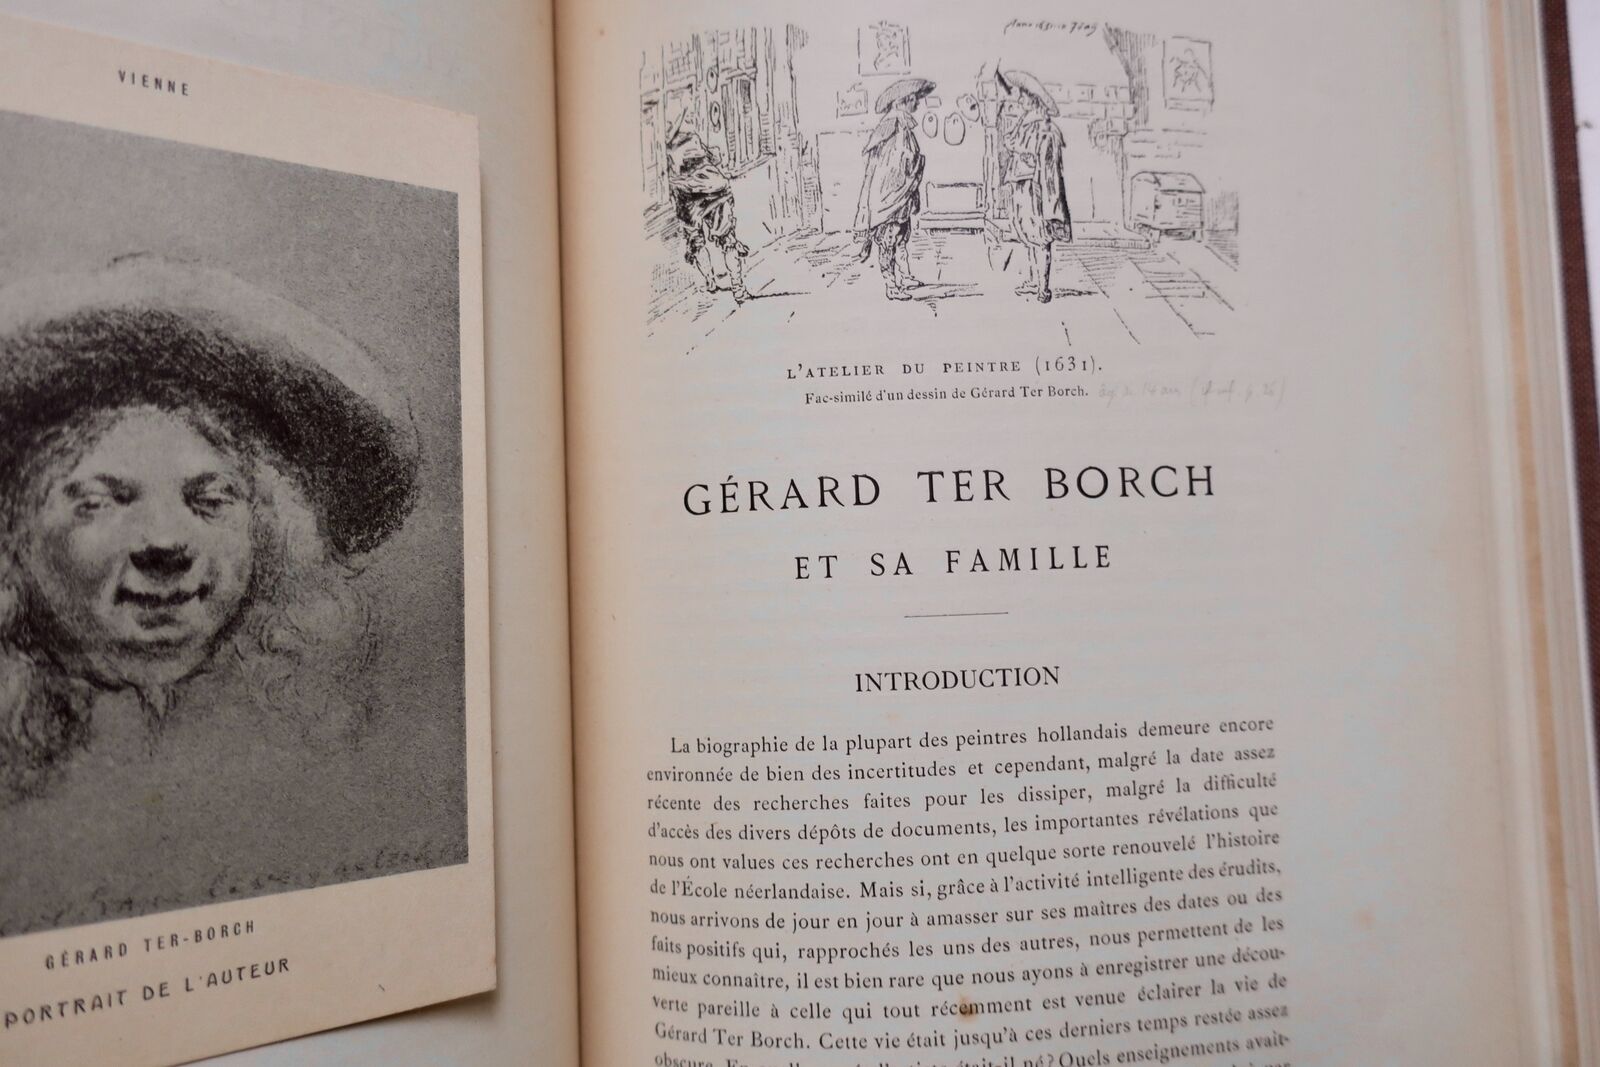 VIENNE
GÉRARD TER-BORCH
PORTRAIT DE L'AUTEUR
L'ATELIER DU PEINTRE (1631).
Fac-similé d'un dessin de Gérard Ter Borch.
GÉRARD TER BORCH
ET SA FAMILLE
INTRODUCTION
La biographie de la plupart des peintres hollandais demeure encore
environnée de bien des incertitudes et cependant, malgré la date assez
récente des recherches faites pour les dissiper, malgré la difficulté
d'accès des divers dépôts de documents, les importantes révélations que
nous ont values ces recherches ont en quelque sorte renouvelé l'histoire
de l'École néerlandaise. Mais si, grâce à l'activité intelligente des érudits,
nous arrivons de jour en jour à amasser sur ses maîtres des dates ou des
faits positifs qui, rapprochés les uns des autres, nous permettent de les
mieux connaître, il est bien rare que nous ayons à enregistrer une décou-
verte pareille à celle qui tout récemment est venue éclairer la vie de
Gérard Ter Borch. Cette vie était jusqu'à ces derniers temps restée assez
obscure. était-il né? Quels enseignements avait-